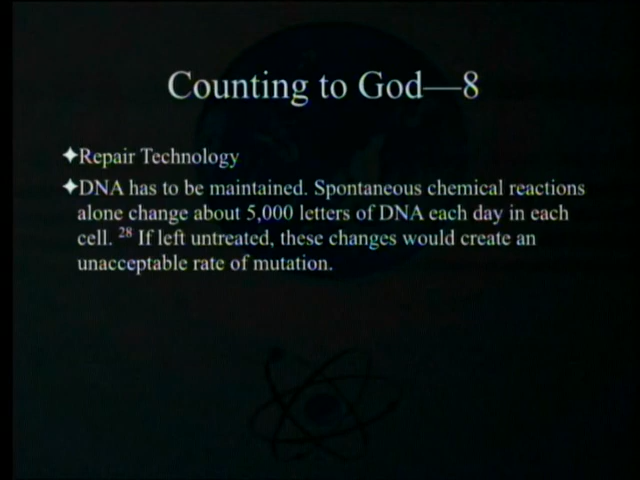 Counting to God—8
✦Repair Technology
✦DNA has to be maintained. Spontaneous chemical reactions
alone change about 5,000 letters of DNA each day in each
cell. 28 If left untreated, these changes would create an
unacceptable rate of mutation.